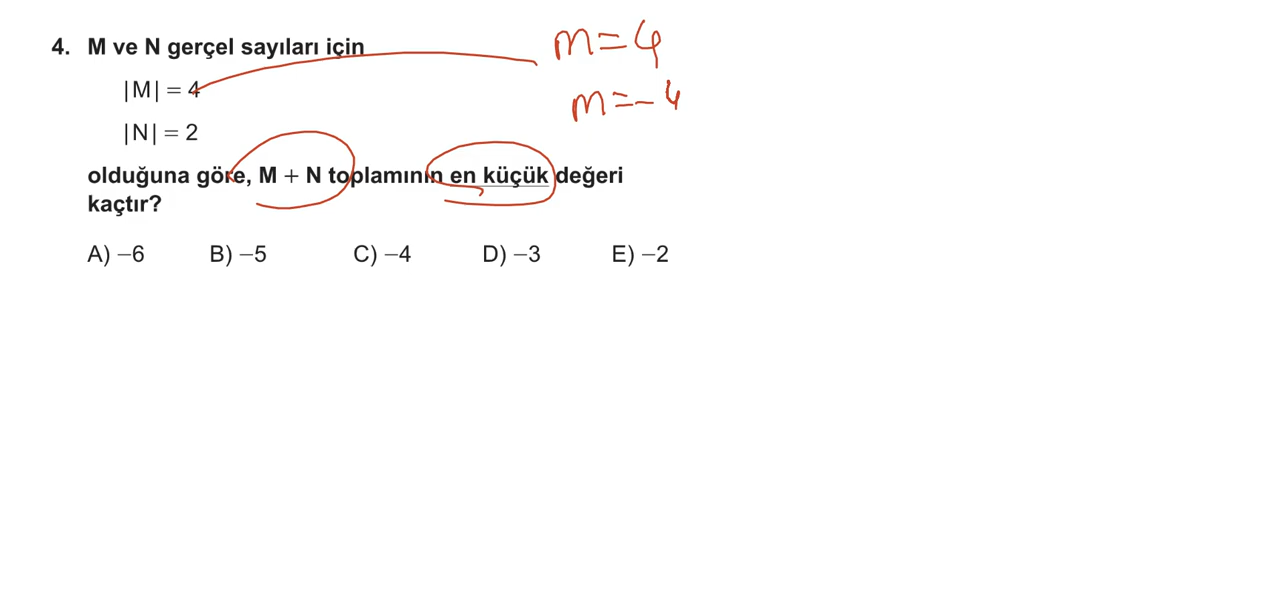 4. M ve N gerçel sayıları için
m=4
|M| = 4
m=-4
|N| = 2
olduğuna göre, M + N toplamının en küçük değeri
kaçtır?
A) −6 B) −5 C) −4 D) −3 E) −2